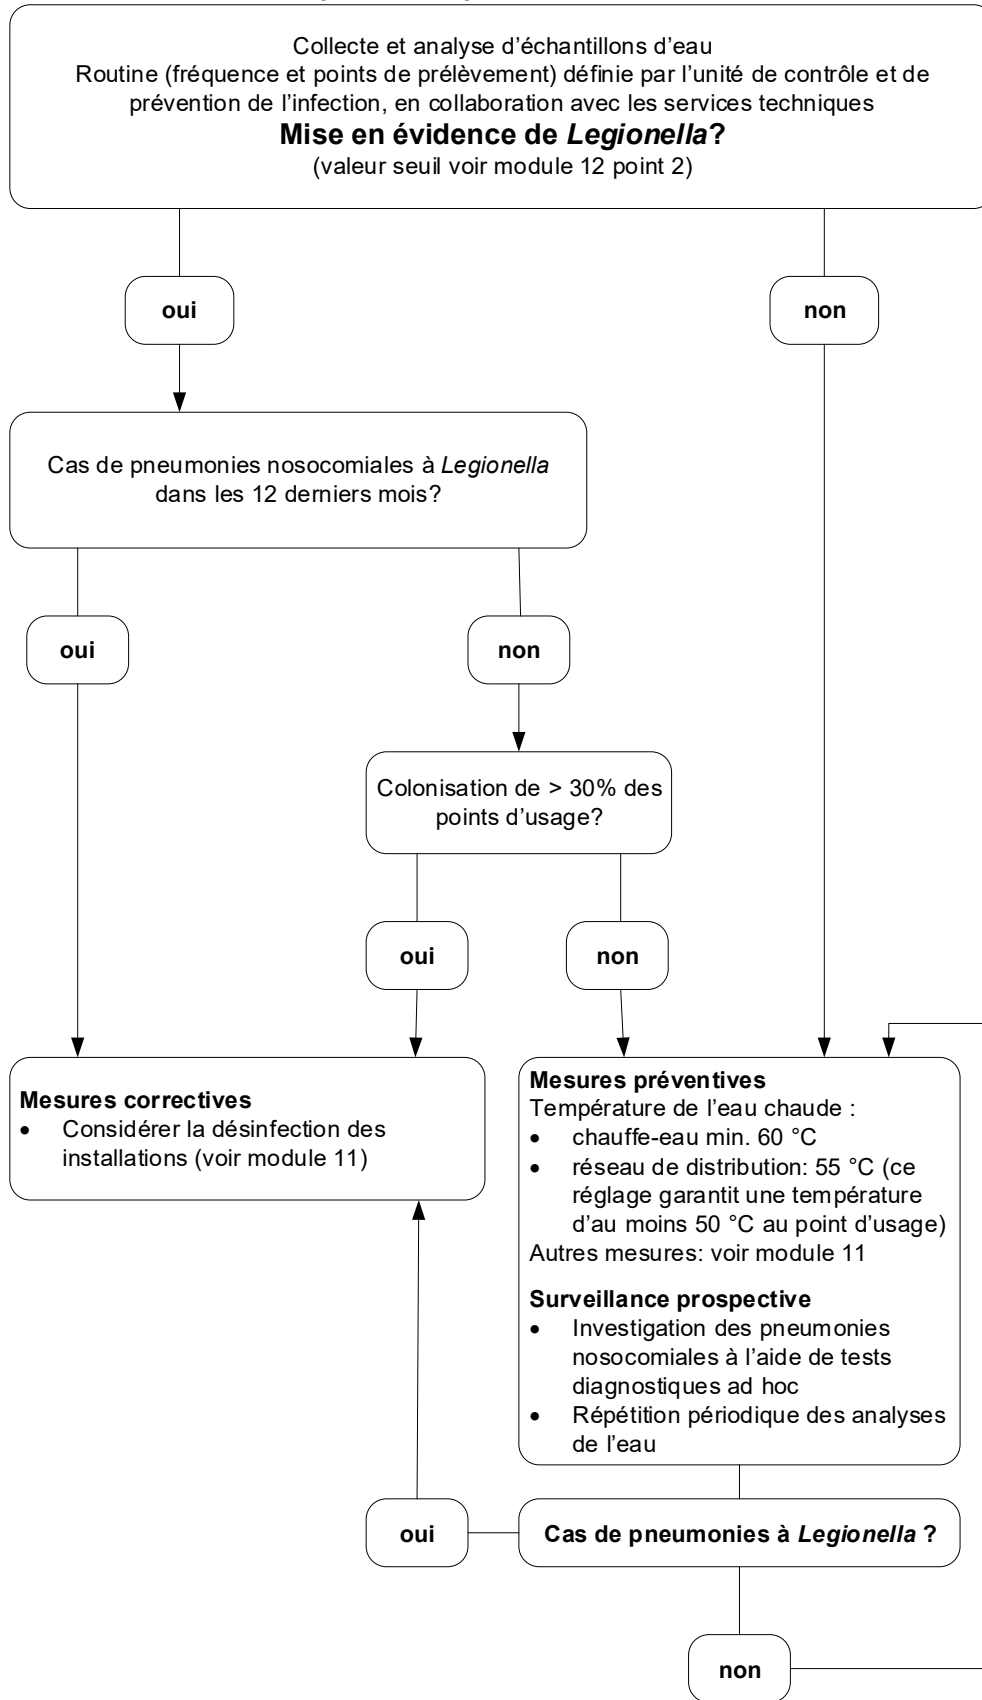 Collecte et analyse d’échantillons d’eau
Routine (fréquence et points de prélèvement) définie par l’unité de contrôle et de
prévention de l’infection, en collaboration avec les services techniques
Mise en évidence de Legionella?
(valeur seuil voir module 12 point 2)
oui
non
Cas de pneumonies nosocomiales à Legionella
dans les 12 derniers mois?
oui
non
Colonisation de > 30% des
points d’usage?
oui
non
Mesures correctives
• Considérer la désinfection des
installations (voir module 11)
Mesures préventives
Température de l’eau chaude :
• chauffe-eau min. 60 °C
• réseau de distribution: 55 °C (ce
réglage garantit une température
d’au moins 50 °C au point d’usage)
Autres mesures: voir module 11
Surveillance prospective
• Investigation des pneumonies
nosocomiales à l’aide de tests
diagnostiques ad hoc
• Répétition périodique des analyses
de l’eau
oui
Cas de pneumonies à Legionella ?
non